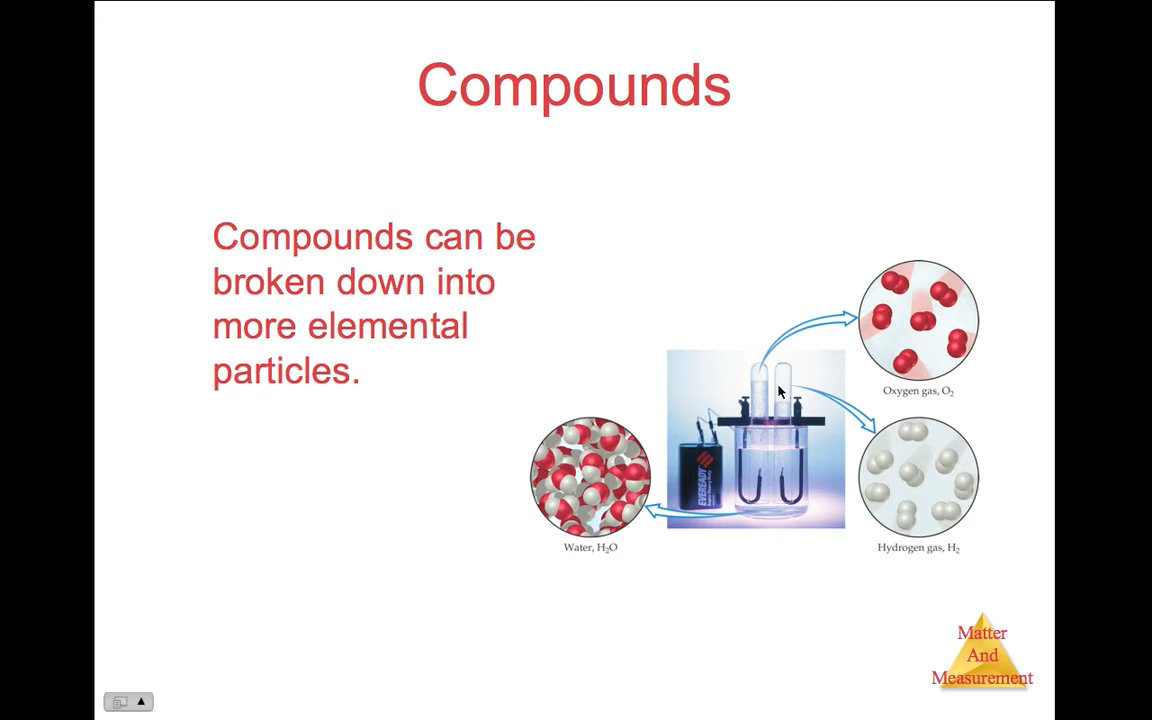 Compounds
Compounds can be
broken down into
more elemental
particles.
Oxygen gas, O₂
EVEREADY
Water, H₂O
Hydrogen gas, H₂
Matter
And
Measurement